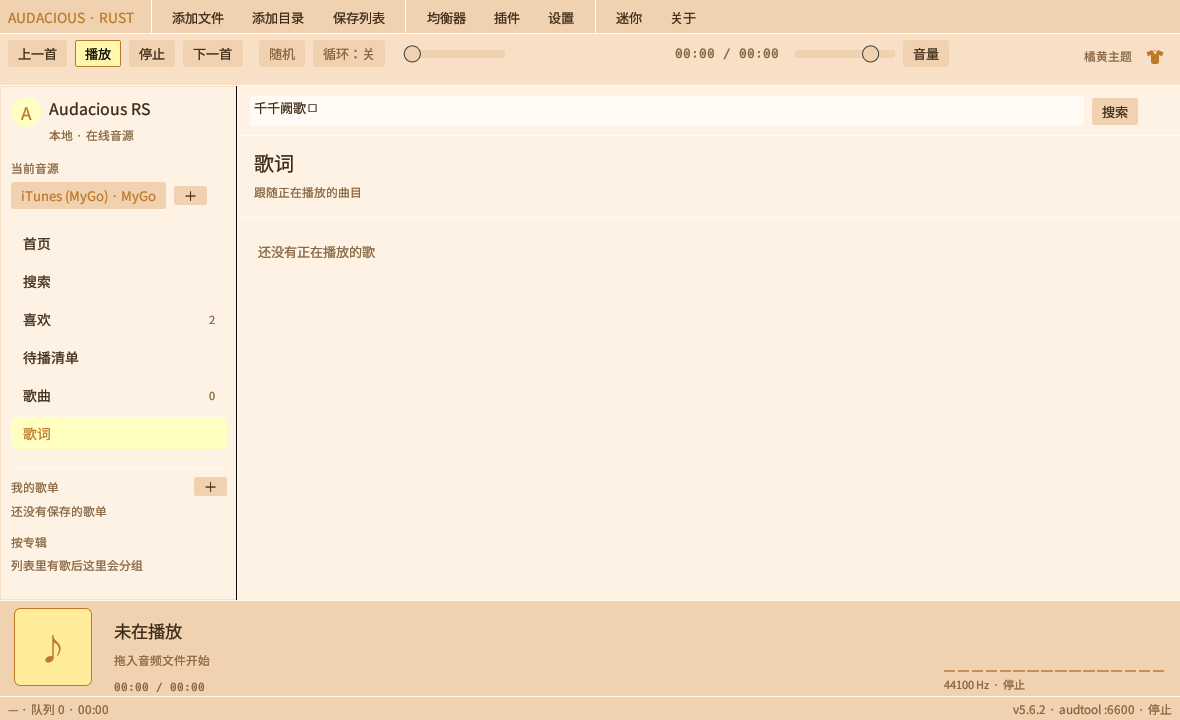 AUDACIOUS · RUST 添加文件 添加目录 保存列表 均衡器 插件 设置 迷你 关于
上一首 播放 停止 下一首 随机 循环：关 00:00 / 00:00 音量 橘黄主题
A Audacious RS
本地 · 在线音源
当前音源
iTunes (MyGo) · MyGo +
首页
搜索
喜欢 2
待播清单
歌曲 0
歌词
我的歌单 +
还没有保存的歌单
按专辑
列表里有歌后这里会分组
千千阙歌□ 搜索
歌词
跟随正在播放的曲目
还没有正在播放的歌
♪ 未在播放
拖入音频文件开始
00:00 / 00:00
44100 Hz · 停止
— · 队列 0 · 00:00 v5.6.2 · audtool :6600 · 停止